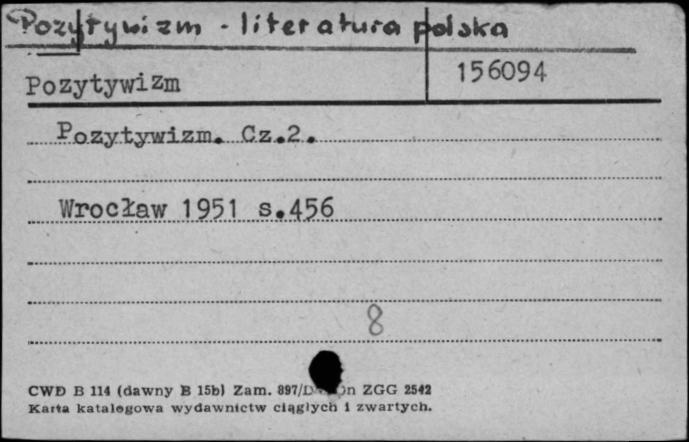 Pozytywizm - literatura polska
Pozytywizm
156094
Pozytywizm. Cz.2.
Wrocław 1951 s.456
8
CWD B 114 (dawny B 15b) Zam. 897/D n ZGG 2542
Karta katalogowa wydawnictw ciągłych i zwartych.